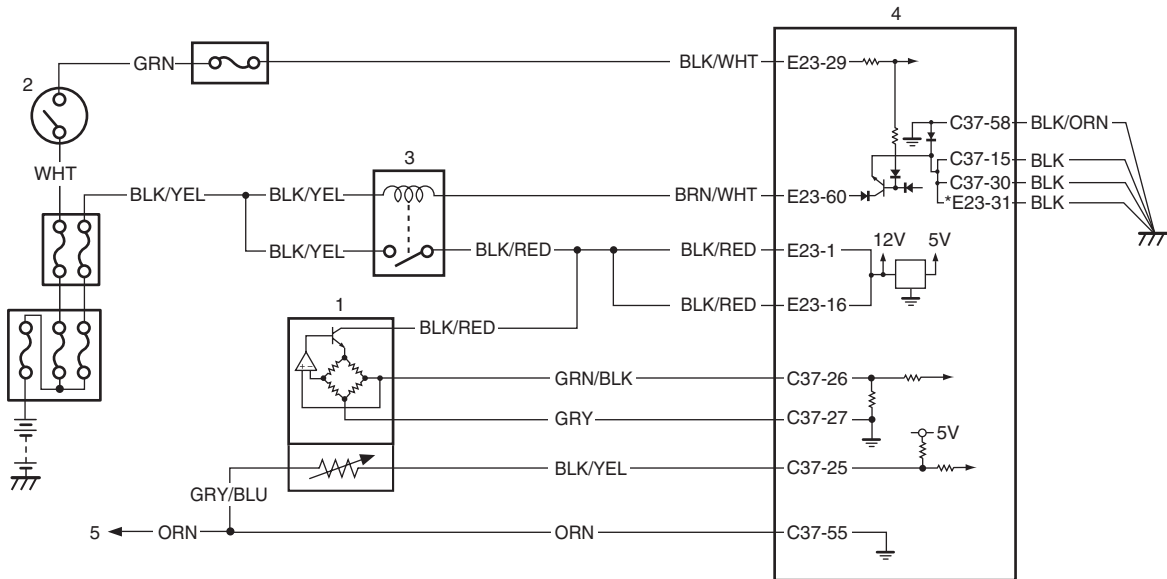 4
GRN BLK/WHT E23-29
2
C37-58 BLK/ORN
3 C37-15 BLK
WHT
BLK/YEL BLK/YEL BRN/WHT E23-60 C37-30 BLK
*E23-31 BLK
BLK/YEL BLK/RED BLK/RED E23-1 12V 5V
1 BLK/RED E23-16
BLK/RED
GRN/BLK C37-26
GRY C37-27
5V
BLK/YEL C37-25
GRY/BLU
5 ORN ORN C37-55